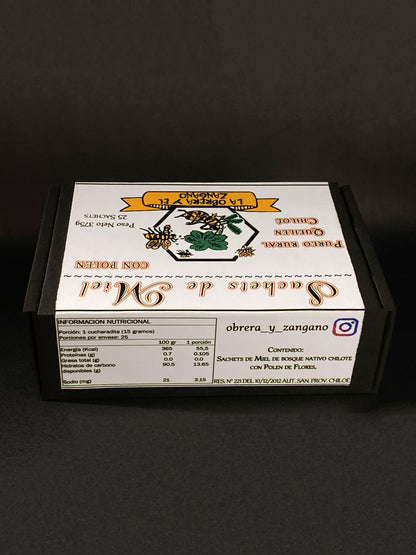 Sachets de Miel
CON POLEN
PUREO RURAL
QUELLEN
CHILOÉ
LA OBRERA Y EL
ZANGANO
Peso Neto 375g
25 SACHETS
INFORMACION NUTRICIONAL
Porción: 1 cucharadita (15 gramos)
Porciones por envase: 25
100 gr 1 porción
Energía (Kcal) 365 55,5
Proteínas (g) 0.7 0.105
Grasa total (g) 0.0 0.0
Hidratos de carbono 90.5 13.65
disponibles (g)
Sodio (mg) 21 3.15
obrera_y_zangano
CONTENIDO:
SACHETS DE MIEL DE BOSQUE NATIVO CHILOTE
CON POLEN DE FLORES.
RES. Nº 221 DEL 10/12/2012 AUT. SAN. PROV. CHILOÉ